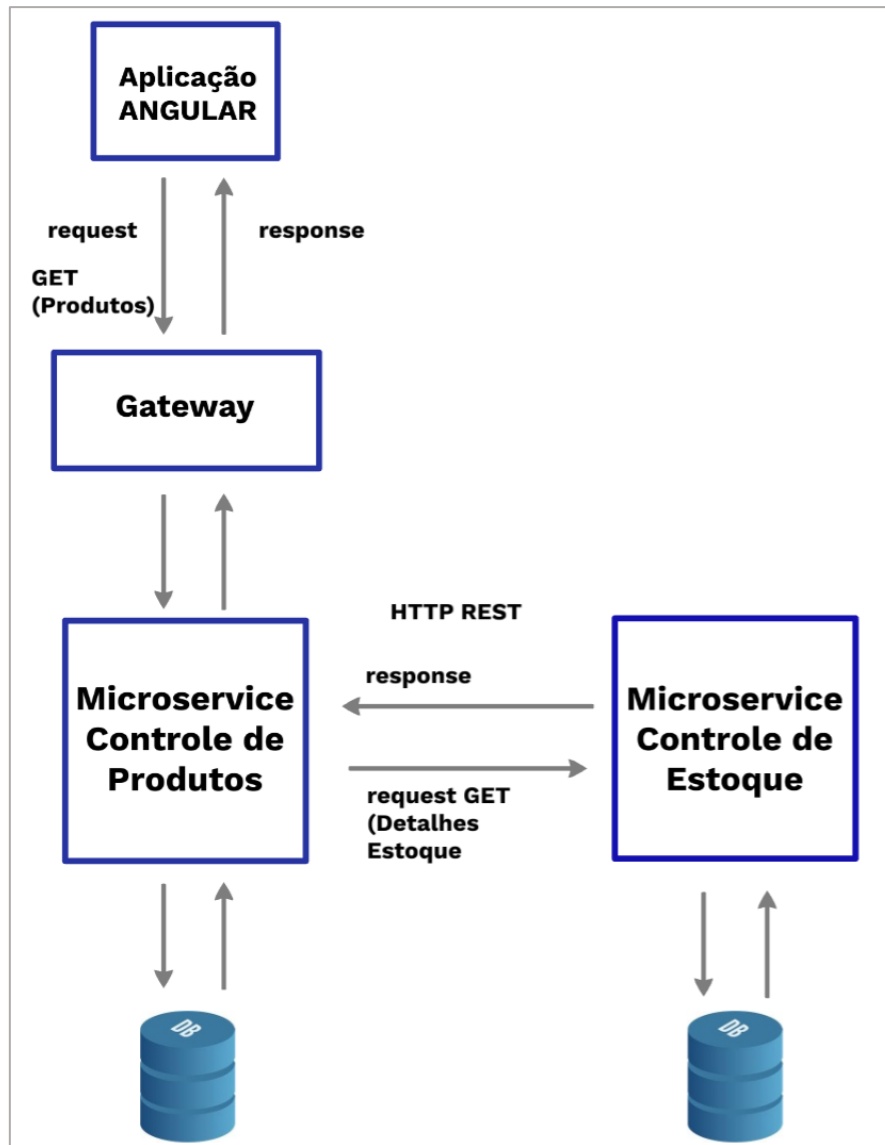 Aplicação
ANGULAR
request
response
GET
(Produtos)
Gateway
HTTP REST
response
Microservice
Controle de
Produtos
Microservice
Controle de
Estoque
request GET
(Detalhes
Estoque
DB
DB